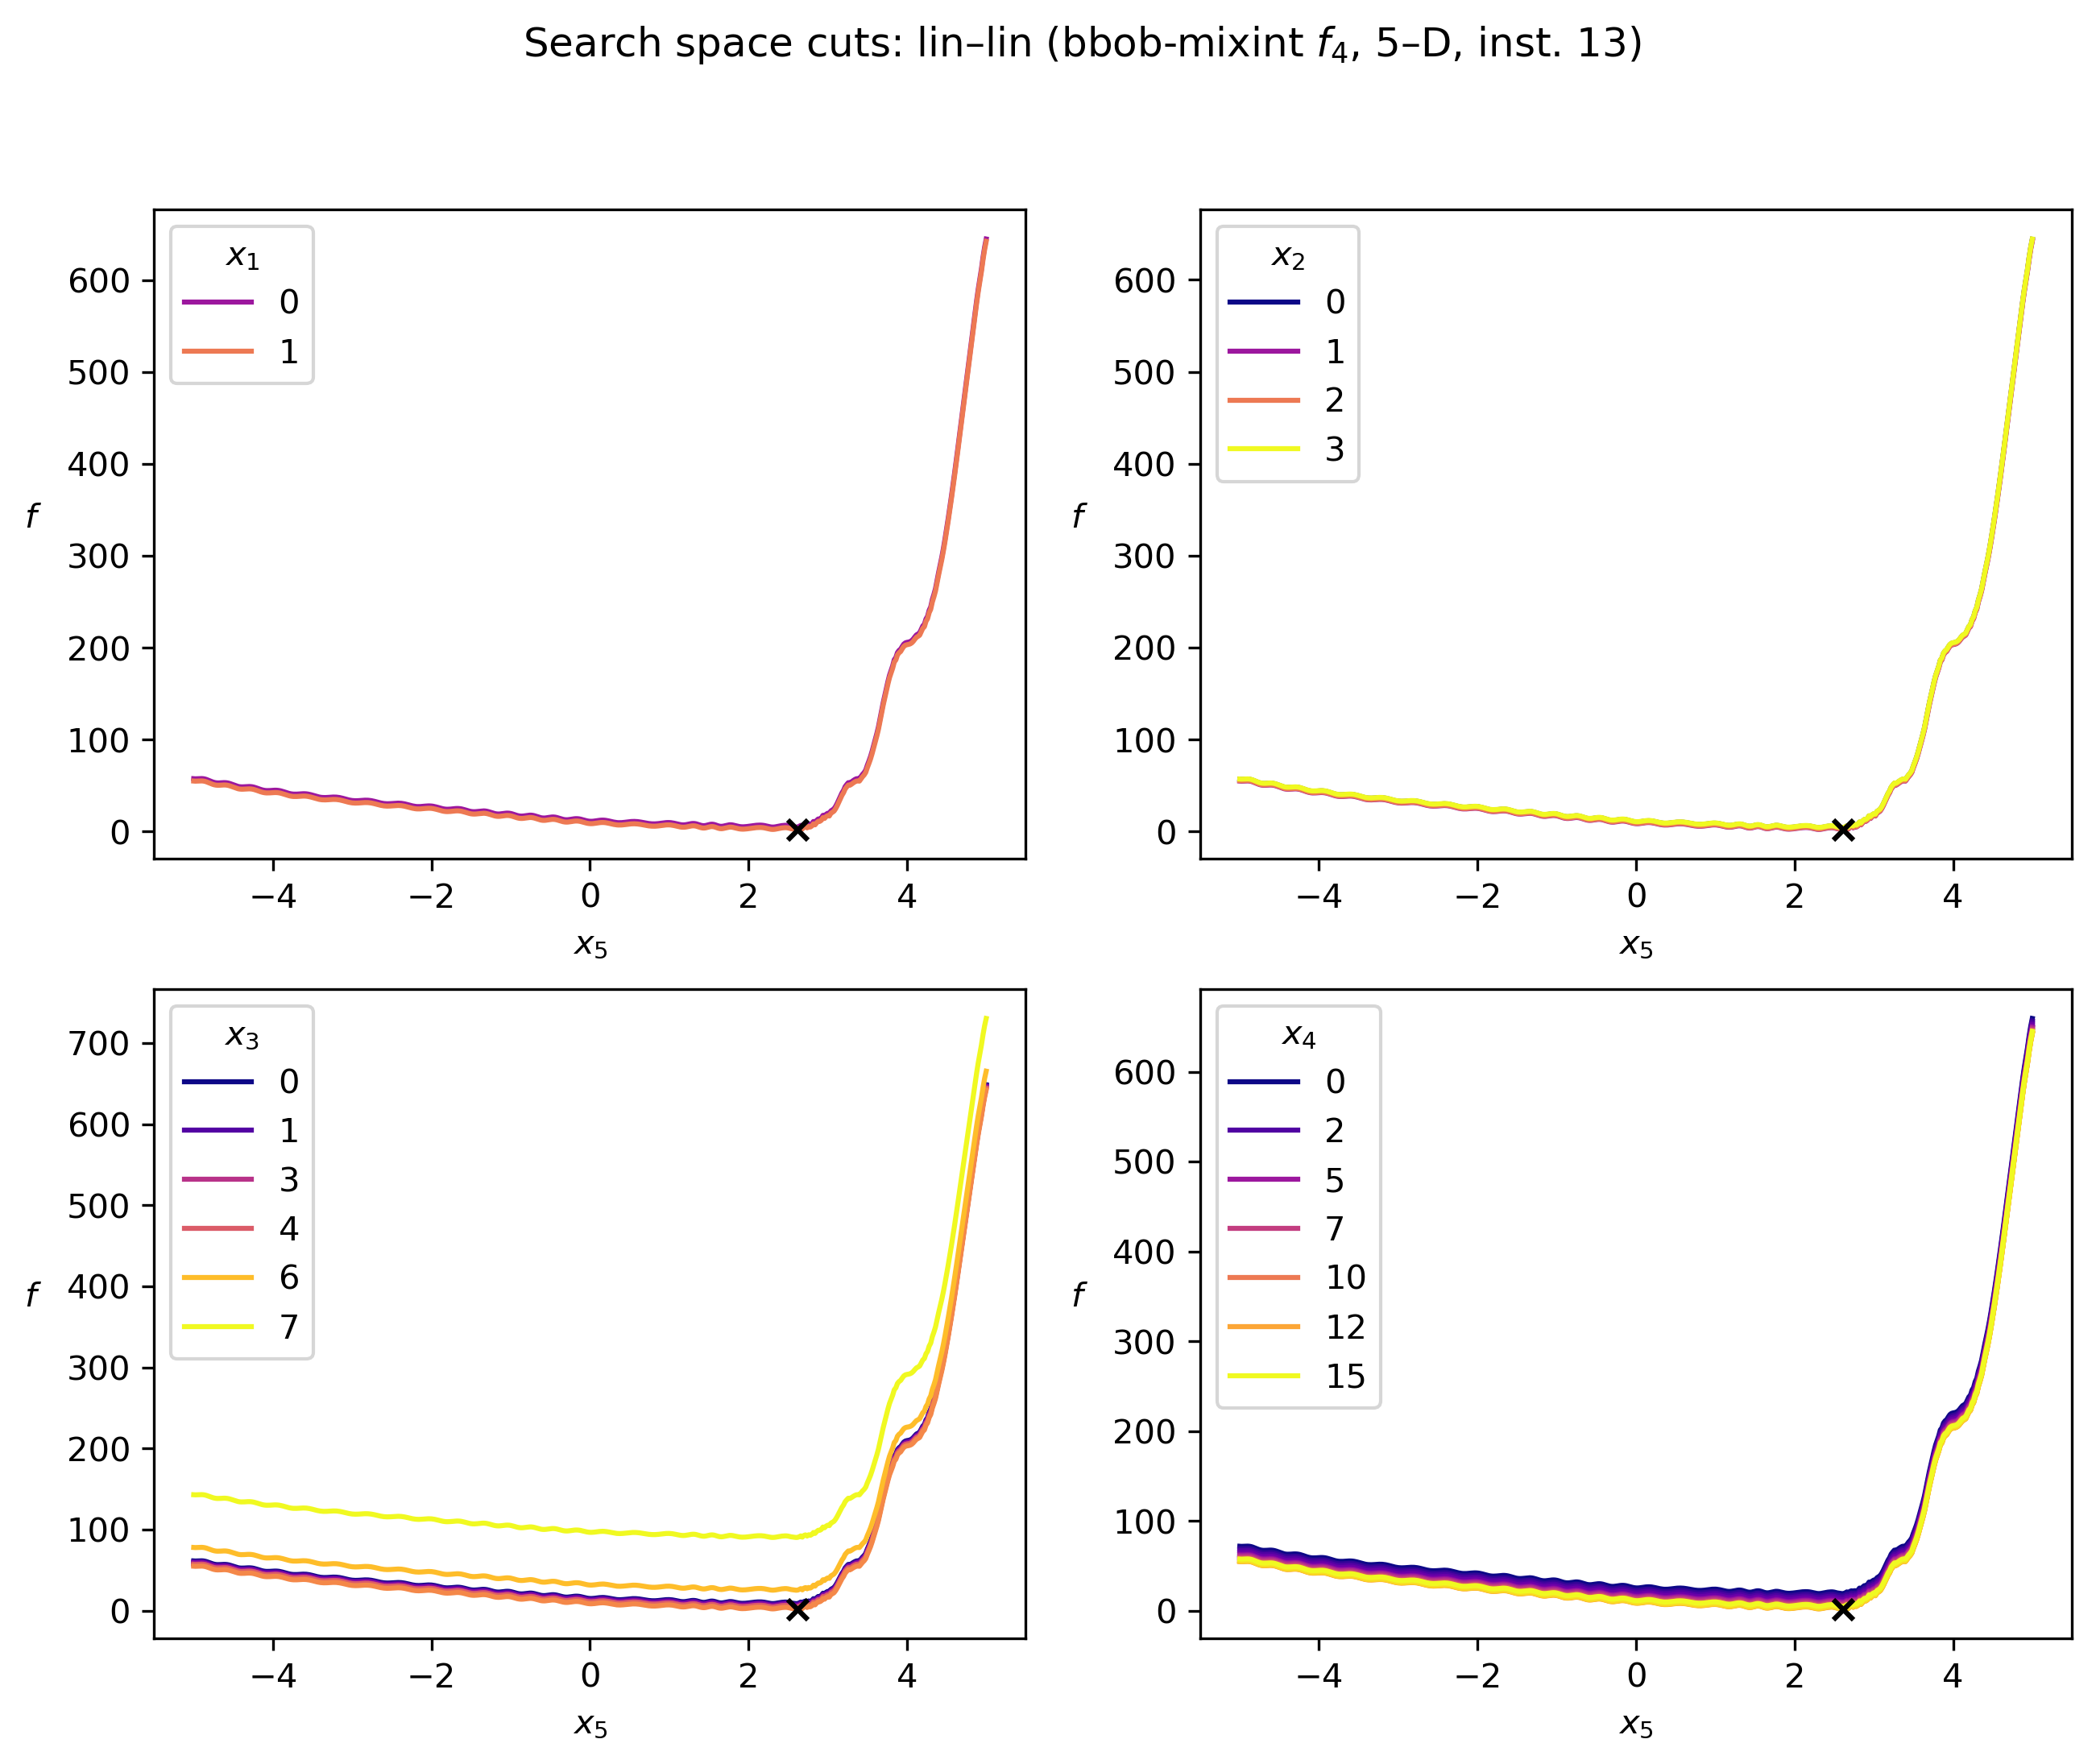 Search space cuts: lin–lin (bbob-mixint f₄, 5–D, inst. 13)
x₁
0
1
600
500
400
300
200
100
0
f
−4 −2 0 2 4
x₅
x₂
0
1
2
3
600
500
400
300
200
100
0
f
−4 −2 0 2 4
x₅
x₃
0
1
3
4
6
7
700
600
500
400
300
200
100
0
f
−4 −2 0 2 4
x₅
x₄
0
2
5
7
10
12
15
600
500
400
300
200
100
0
f
−4 −2 0 2 4
x₅